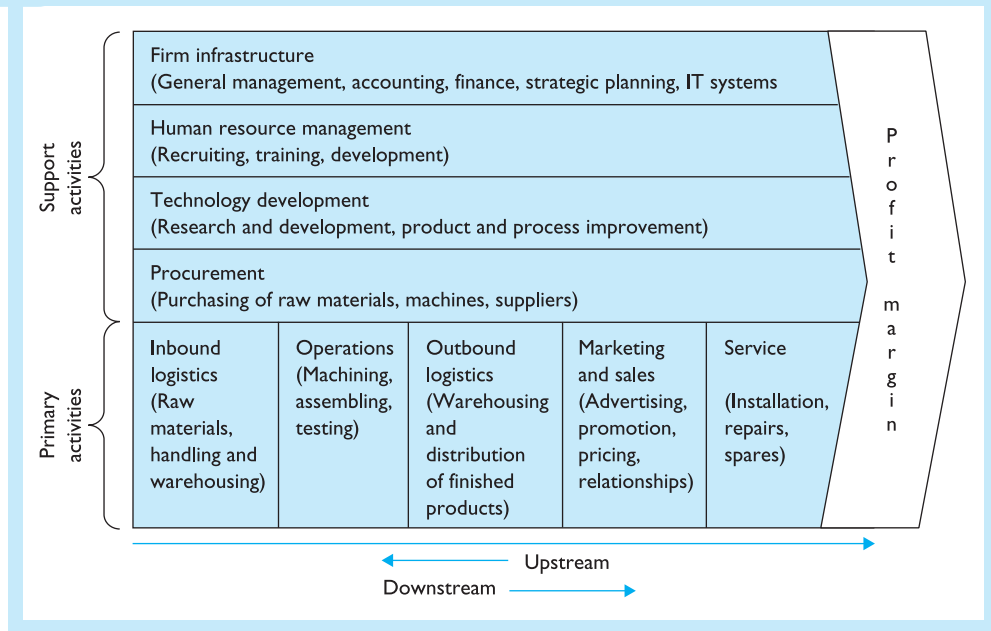 Support
activities
Firm infrastructure
(General management, accounting, finance, strategic planning, IT systems
Human resource management
(Recruiting, training, development)
Technology development
(Research and development, product and process improvement)
Procurement
(Purchasing of raw materials, machines, suppliers)
Primary
activities
Inbound
logistics
(Raw
materials,
handling and
warehousing)
Operations
(Machining,
assembling,
testing)
Outbound
logistics
(Warehousing
and
distribution
of finished
products)
Marketing
and sales
(Advertising,
promotion,
pricing,
relationships)
Service
(Installation,
repairs,
spares)
Profit margin
Upstream
Downstream